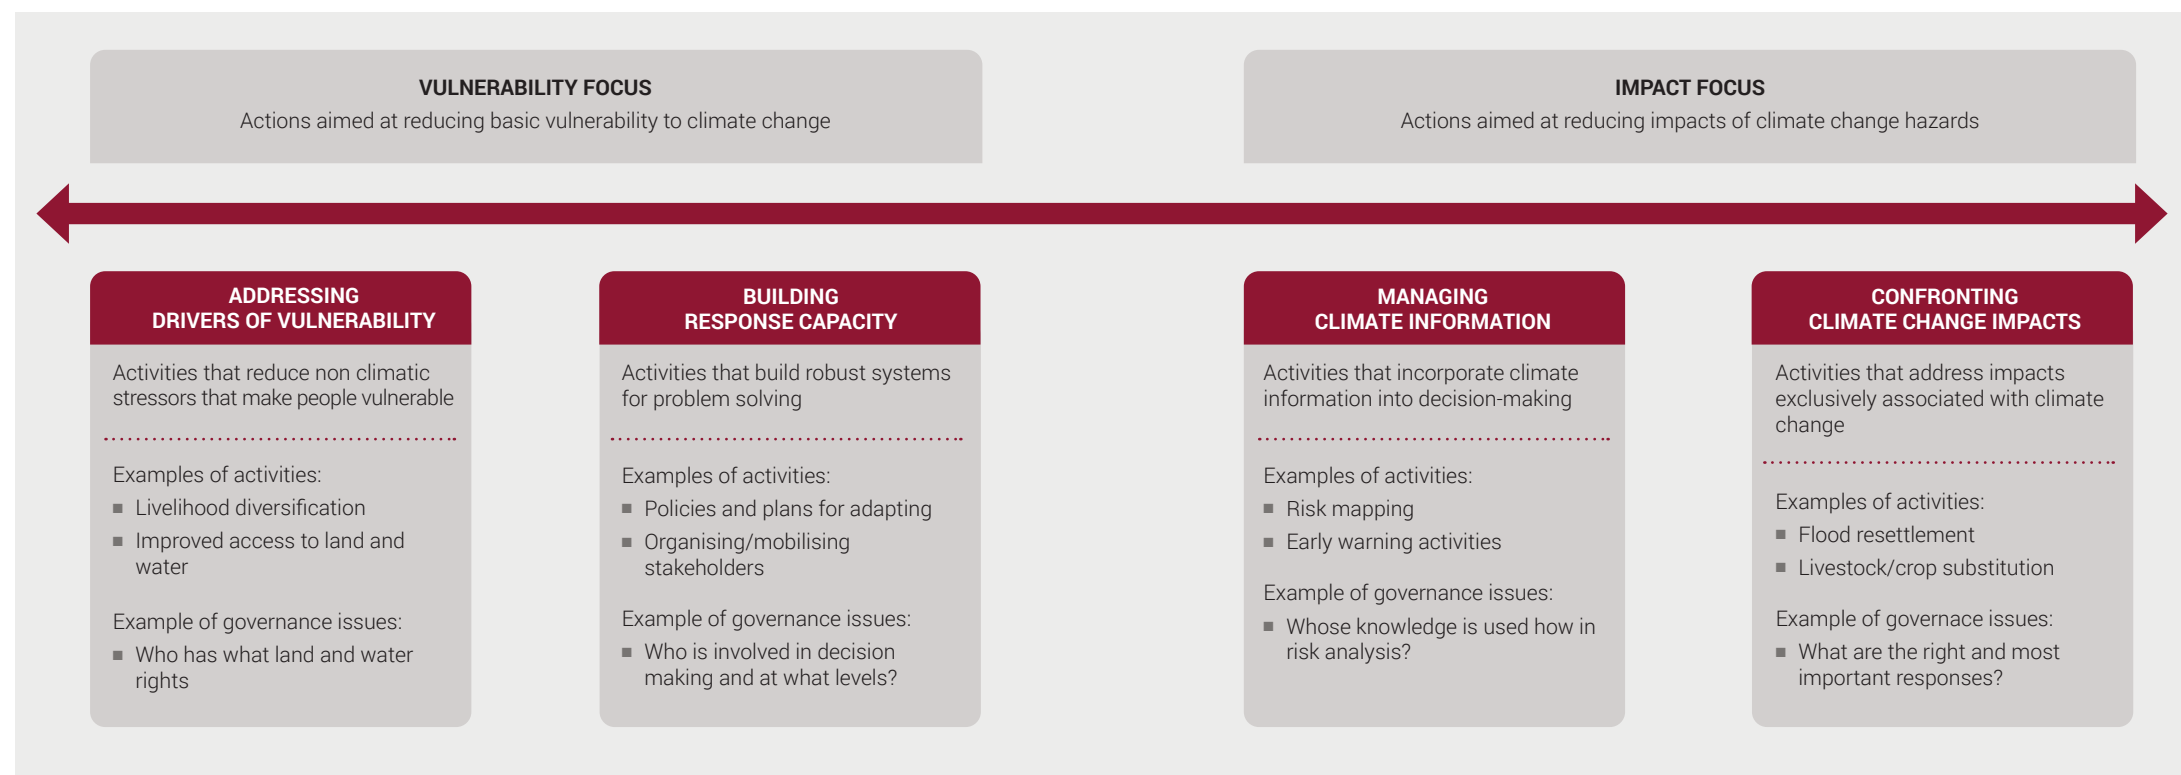 VULNERABILITY FOCUS
Actions aimed at reducing basic vulnerability to climate change
IMPACT FOCUS
Actions aimed at reducing impacts of climate change hazards
ADDRESSING
DRIVERS OF VULNERABILITY
Activities that reduce non climatic
stressors that make people vulnerable
Examples of activities:
■ Livelihood diversification
■ Improved access to land and
water
Example of governance issues:
■ Who has what land and water
rights
BUILDING
RESPONSE CAPACITY
Activities that build robust systems
for problem solving
Examples of activities:
■ Policies and plans for adapting
■ Organising/mobilising
stakeholders
Example of governance issues:
■ Who is involved in decision
making and at what levels?
MANAGING
CLIMATE INFORMATION
Activities that incorporate climate
information into decision-making
Examples of activities:
■ Risk mapping
■ Early warning activities
Example of governance issues:
■ Whose knowledge is used how in
risk analysis?
CONFRONTING
CLIMATE CHANGE IMPACTS
Activities that address impacts
exclusively associated with climate
change
Examples of activities:
■ Flood resettlement
■ Livestock/crop substitution
Example of governace issues:
■ What are the right and most
important responses?